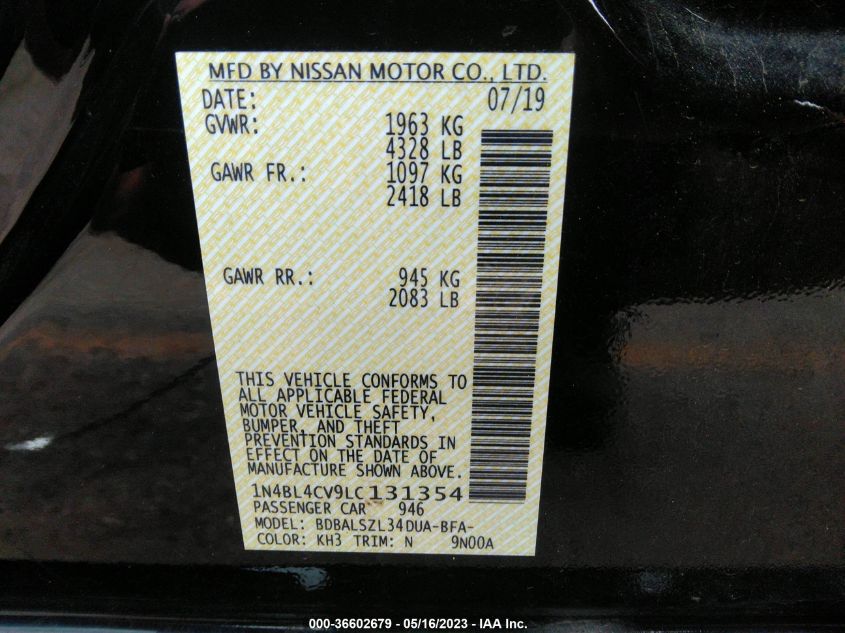 MFD BY NISSAN MOTOR CO., LTD.
DATE: 07/19
GVWR: 1963 KG
4328 LB
GAWR FR.: 1097 KG
2418 LB
GAWR RR.: 945 KG
2083 LB
THIS VEHICLE CONFORMS TO
ALL APPLICABLE FEDERAL
MOTOR VEHICLE SAFETY,
BUMPER, AND THEFT
PREVENTION STANDARDS IN
EFFECT ON THE DATE OF
MANUFACTURE SHOWN ABOVE.
1N4BL4CV9LC131354
PASSENGER CAR 946
MODEL: BDBALSZL34DUA-BFA-
COLOR: KH3 TRIM: N 9N00A
000-36602679 - 05/16/2023 - IAA Inc.